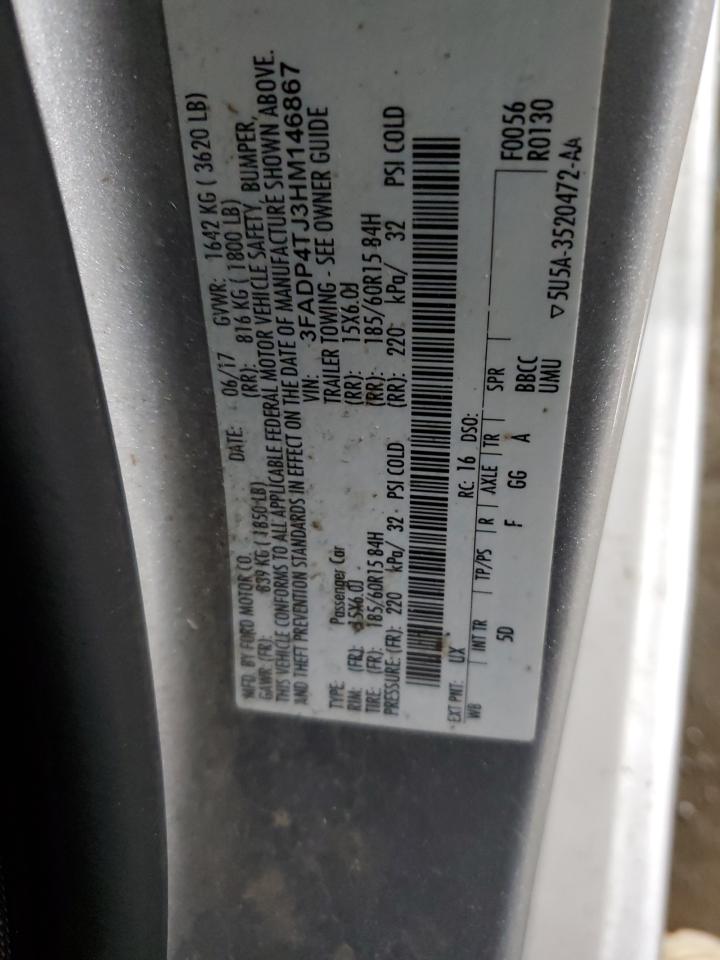 MFD. BY FORD MOTOR CO. DATE: 06/17 GVWR: 1642 KG ( 3620 LB)
GAWR: (FR): 839 KG ( 1850 LB) (RR): 816 KG ( 1800 LB)
THIS VEHICLE CONFORMS TO ALL APPLICABLE FEDERAL MOTOR VEHICLE SAFETY, BUMPER,
AND THEFT PREVENTION STANDARDS IN EFFECT ON THE DATE OF MANUFACTURE SHOWN ABOVE.
VIN: 3FADP4TJ3HM146867
TYPE: Passenger Car TRAILER TOWING - SEE OWNER GUIDE
RIM: (FR): 15X6.0J (RR): 15X6.0J
TIRE: (FR): 185/60R15 84H (RR): 185/60R15 84H
PRESSURE: (FR): 220 kPa/ 32 PSI COLD (RR): 220 kPa/ 32 PSI COLD
EXT PNT: UX RC: 16 DSO: F0056
WB INT TR TP/PS R AXLE TR SPR R0130
5D F GG A BBCC
UMU ▽5U5A-3520472-AA